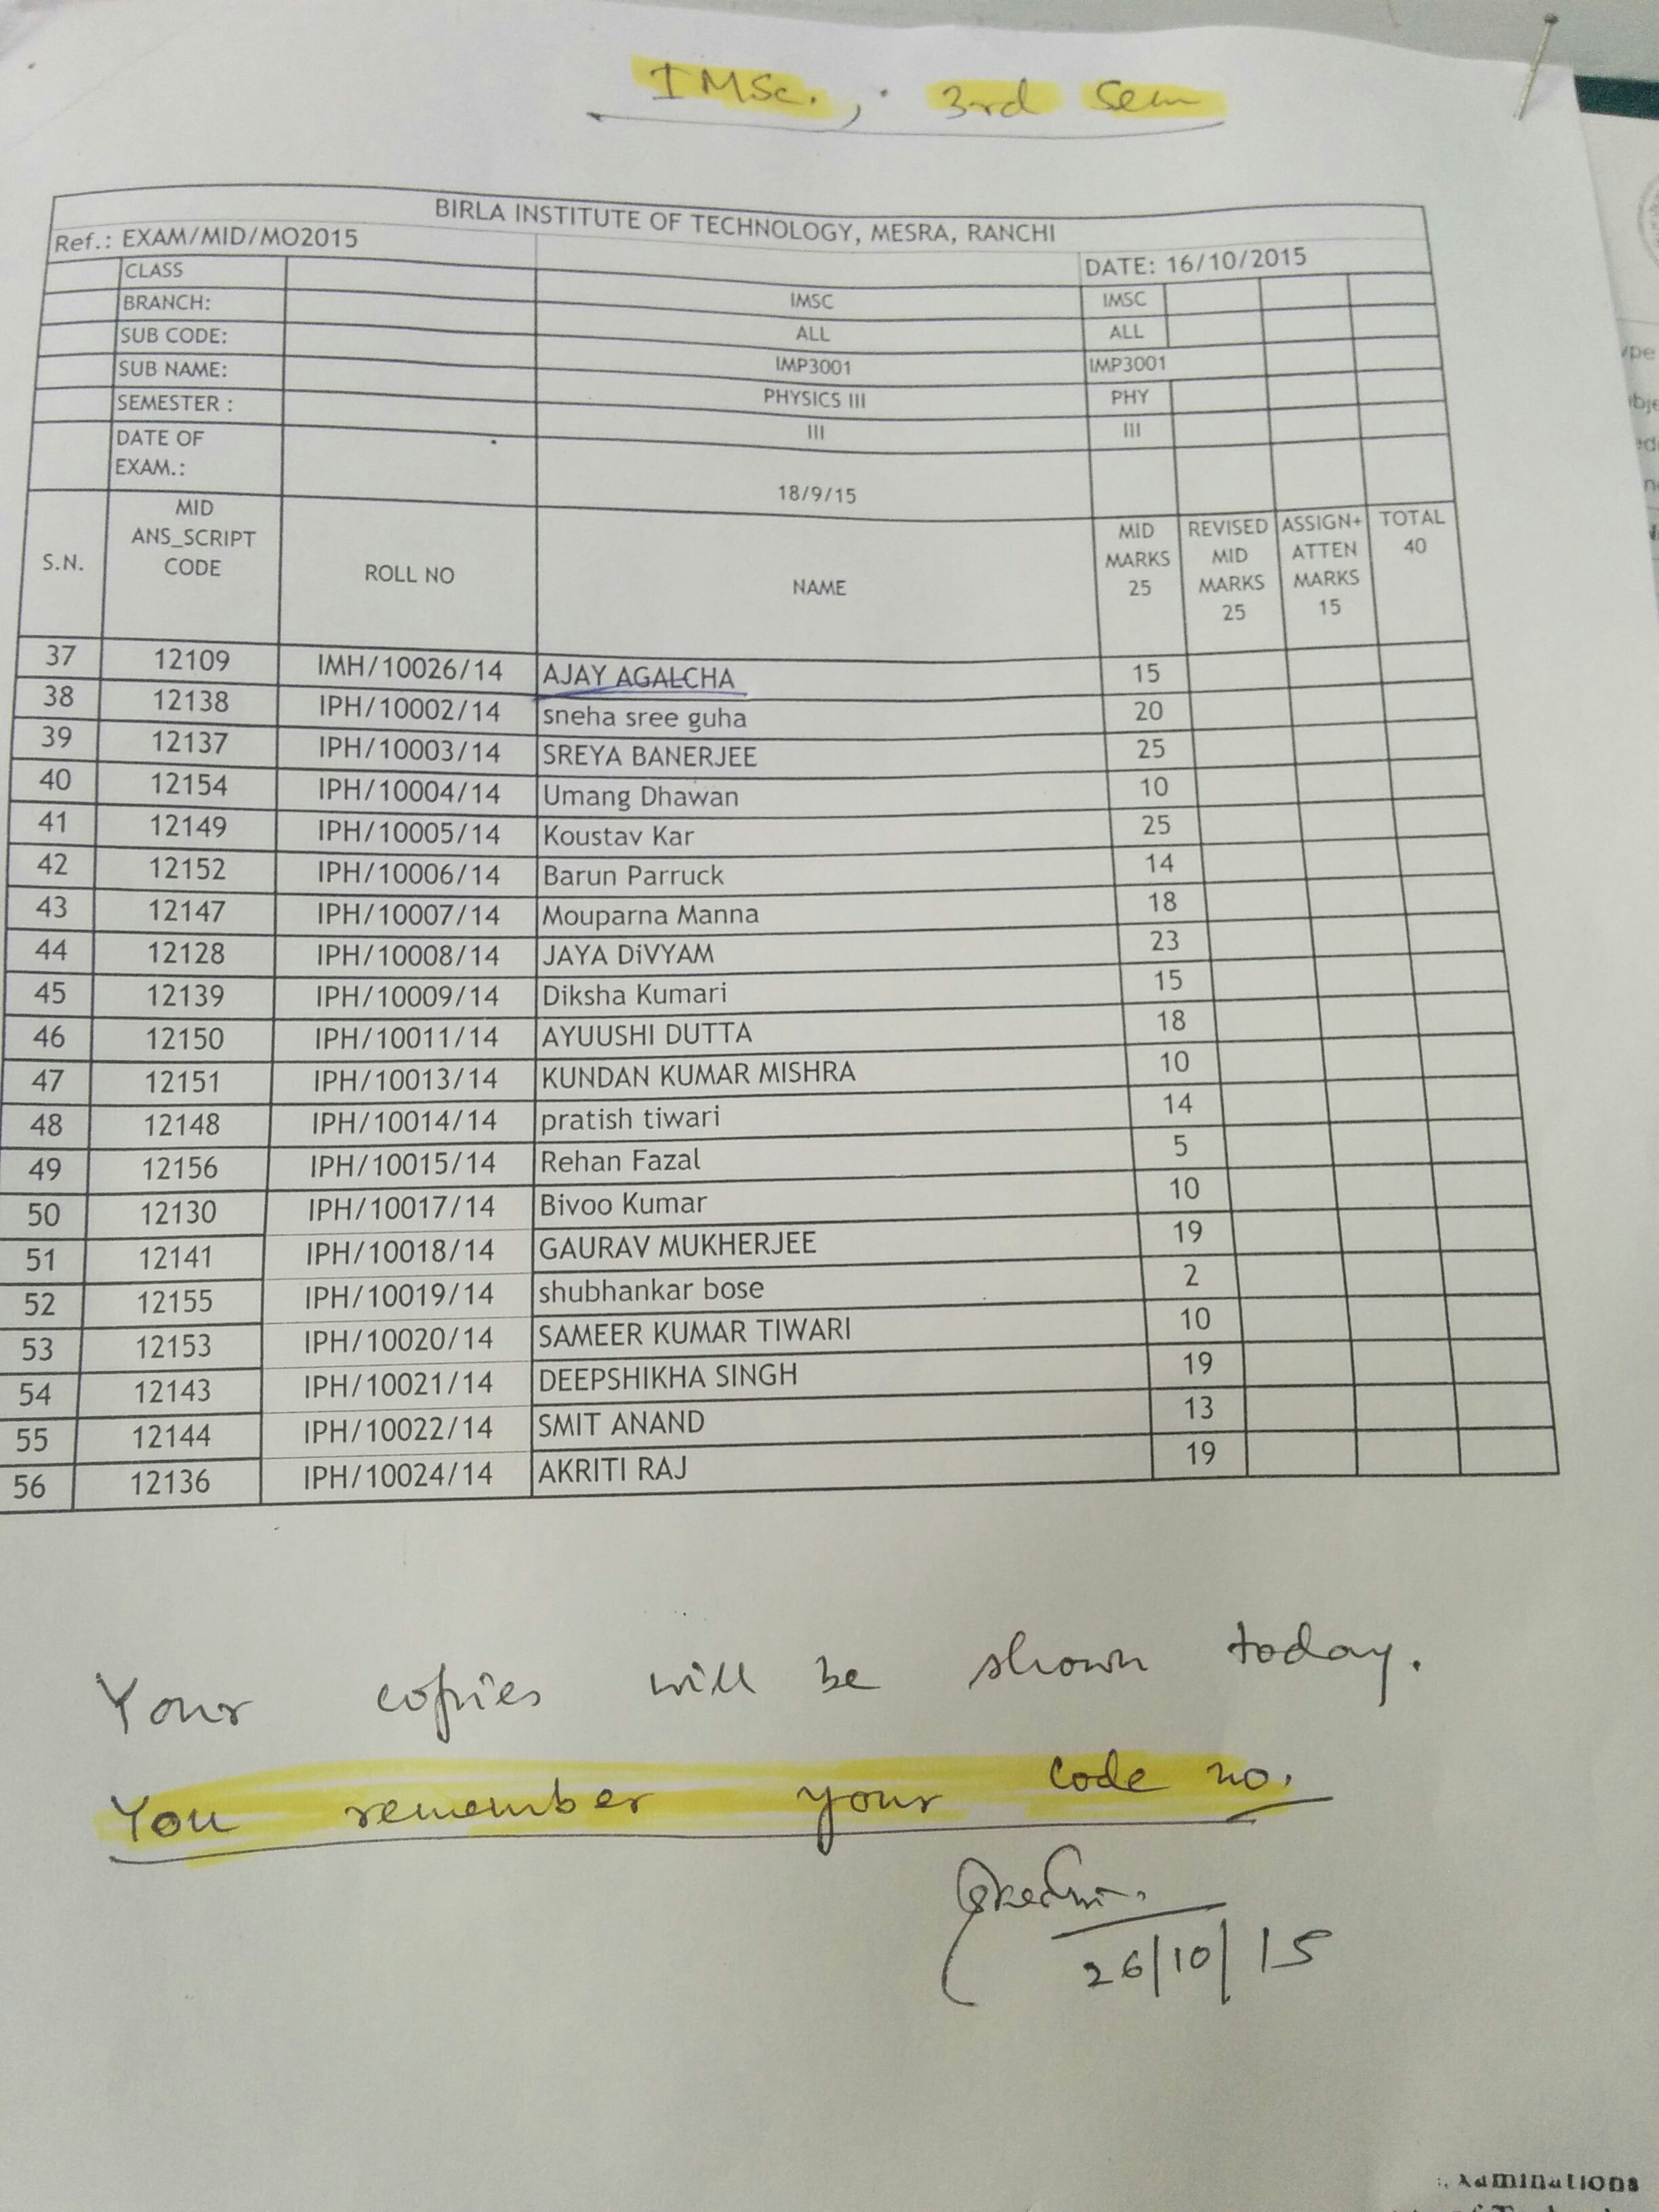 IMSc., 3rd Sem
BIRLA INSTITUTE OF TECHNOLOGY, MESRA, RANCHI
Ref.: EXAM/MID/MO2015 DATE: 16/10/2015
CLASS IMSC IMSC
BRANCH: ALL ALL
SUB CODE: IMP3001 IMP3001
SUB NAME: PHYSICS III PHY
SEMESTER : III III
DATE OF
EXAM.: 18/9/15
S.N. MID ANS_SCRIPT CODE ROLL NO NAME MID MARKS 25 REVISED MID MARKS 25 ASSIGN+ ATTEN MARKS 15 TOTAL 40
37 12109 IMH/10026/14 AJAY AGALCHA 15
38 12138 IPH/10002/14 sneha sree guha 20
39 12137 IPH/10003/14 SREYA BANERJEE 25
40 12154 IPH/10004/14 Umang Dhawan 10
41 12149 IPH/10005/14 Koustav Kar 25
42 12152 IPH/10006/14 Barun Parruck 14
43 12147 IPH/10007/14 Mouparna Manna 18
44 12128 IPH/10008/14 JAYA DiVYAM 23
45 12139 IPH/10009/14 Diksha Kumari 15
46 12150 IPH/10011/14 AYUUSHI DUTTA 18
47 12151 IPH/10013/14 KUNDAN KUMAR MISHRA 10
48 12148 IPH/10014/14 pratish tiwari 14
49 12156 IPH/10015/14 Rehan Fazal 5
50 12130 IPH/10017/14 Bivoo Kumar 10
51 12141 IPH/10018/14 GAURAV MUKHERJEE 19
52 12155 IPH/10019/14 shubhankar bose 2
53 12153 IPH/10020/14 SAMEER KUMAR TIWARI 10
54 12143 IPH/10021/14 DEEPSHIKHA SINGH 19
55 12144 IPH/10022/14 SMIT ANAND 13
56 12136 IPH/10024/14 AKRITI RAJ 19
Your copies will be shown today.
You remember your code no.
26/10/15